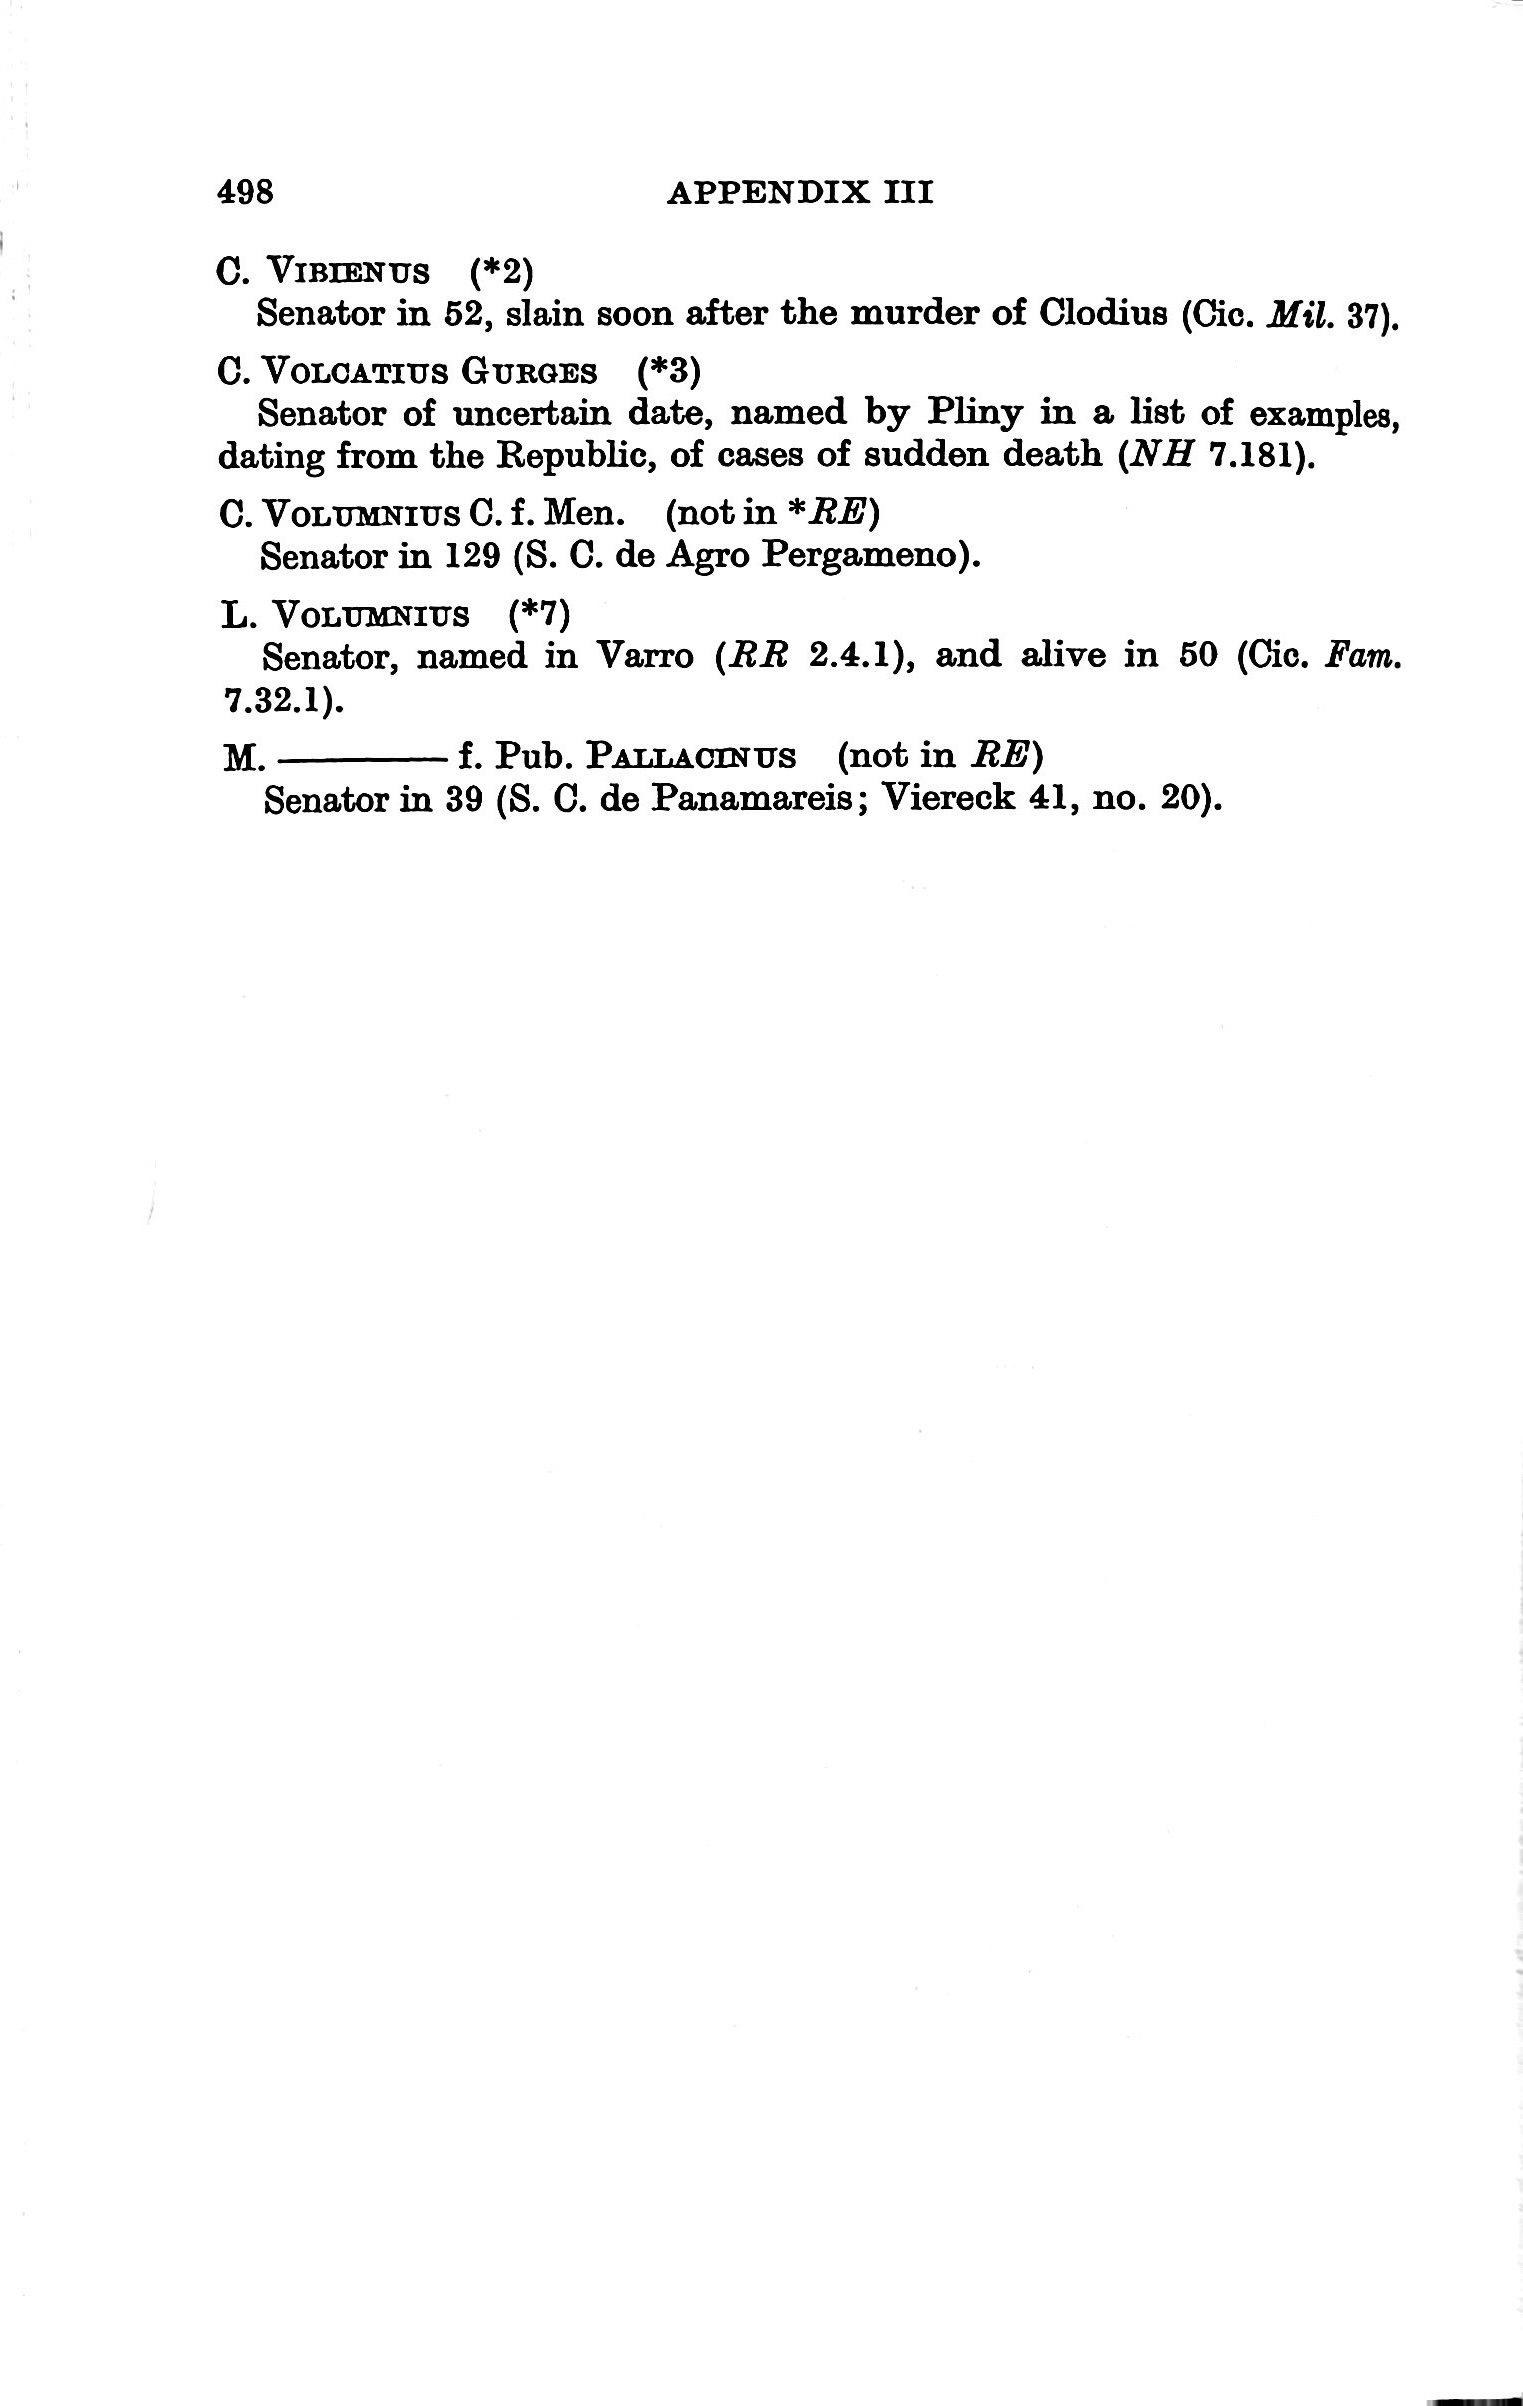 498 APPENDIX III
C. VIBIENUS (*2)
Senator in 52, slain soon after the murder of Clodius (Cic. Mil. 37).
C. VOLCATIUS GURGES (*3)
Senator of uncertain date, named by Pliny in a list of examples,
dating from the Republic, of cases of sudden death (NH 7.181).
C. VOLUMNIUS C. f. Men. (not in *RE)
Senator in 129 (S. C. de Agro Pergameno).
L. VOLUMNIUS (*7)
Senator, named in Varro (RR 2.4.1), and alive in 50 (Cic. Fam.
7.32.1).
M. ——— f. Pub. PALLACINUS (not in RE)
Senator in 39 (S. C. de Panamareis; Viereck 41, no. 20).